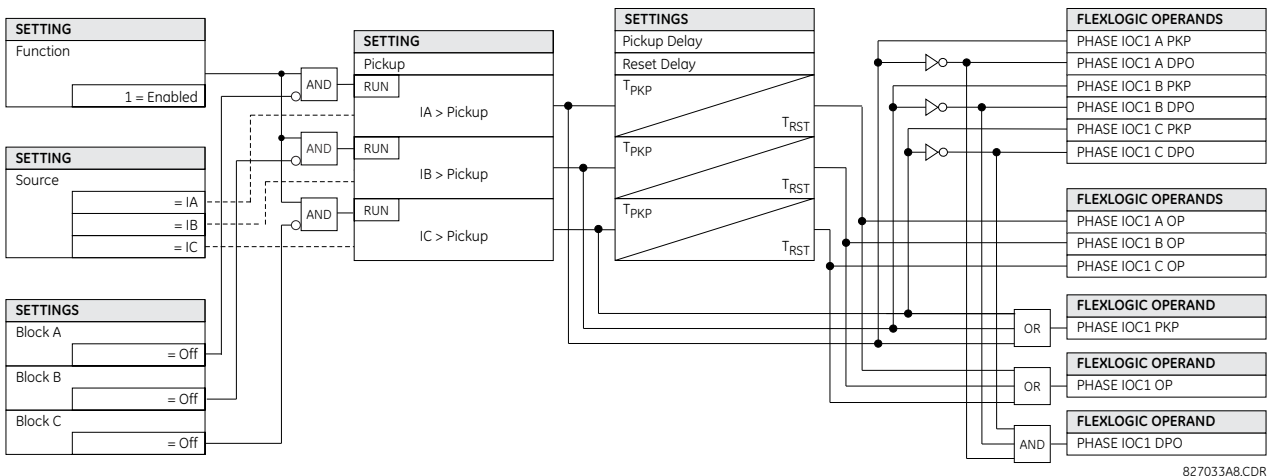 SETTING
Function
1 = Enabled
SETTING
Source
= IA
= IB
= IC
SETTINGS
Block A
= Off
Block B
= Off
Block C
= Off
AND
AND
AND
SETTING
Pickup
RUN
IA > Pickup
RUN
IB > Pickup
RUN
IC > Pickup
SETTINGS
Pickup Delay
Reset Delay
TPKP
TRST
TPKP
TRST
TPKP
TRST
OR
OR
AND
FLEXLOGIC OPERANDS
PHASE IOC1 A PKP
PHASE IOC1 A DPO
PHASE IOC1 B PKP
PHASE IOC1 B DPO
PHASE IOC1 C PKP
PHASE IOC1 C DPO
FLEXLOGIC OPERANDS
PHASE IOC1 A OP
PHASE IOC1 B OP
PHASE IOC1 C OP
FLEXLOGIC OPERAND
PHASE IOC1 PKP
FLEXLOGIC OPERAND
PHASE IOC1 OP
FLEXLOGIC OPERAND
PHASE IOC1 DPO
827033A8.CDR